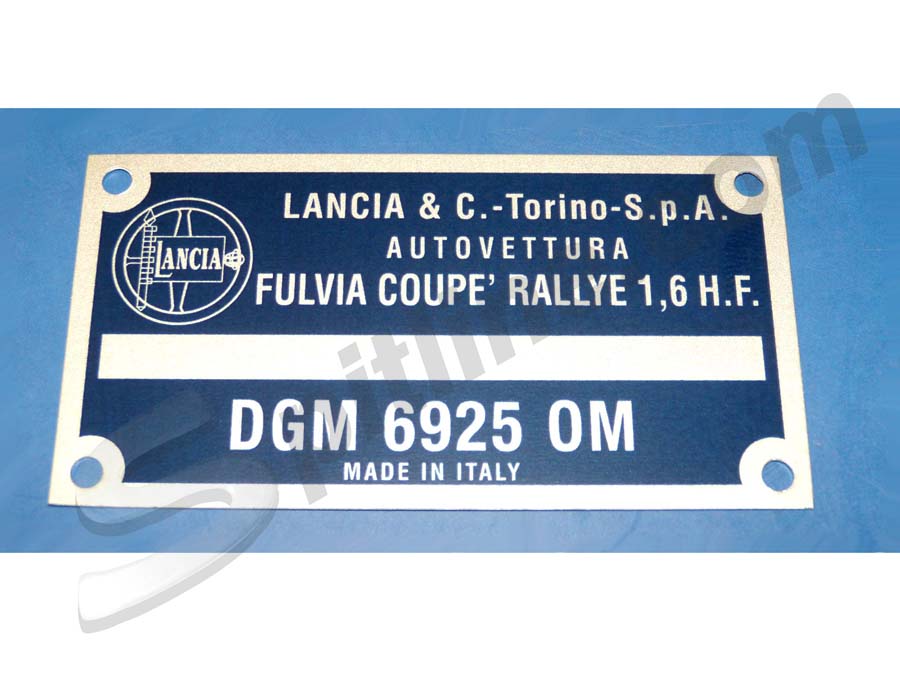 LANCIA & C.-Torino-S.p.A.
AUTOVETTURA
LANCIA
FULVIA COUPE' RALLYE 1,6 H.F.
DGM 6925 OM
MADE IN ITALY